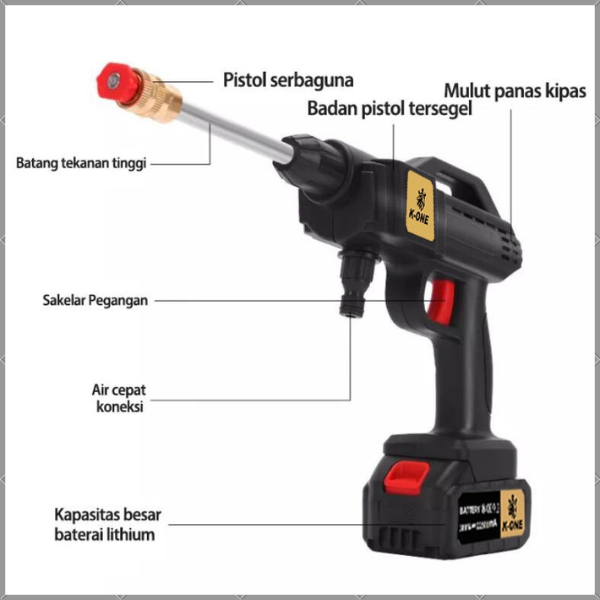 Pistol serbaguna
Mulut panas kipas
Badan pistol tersegel
Batang tekanan tinggi
K-ONE
Sakelar Pegangan
Air cepat
koneksi
Kapasitas besar
baterai lithium
BATTERY
K-ONE